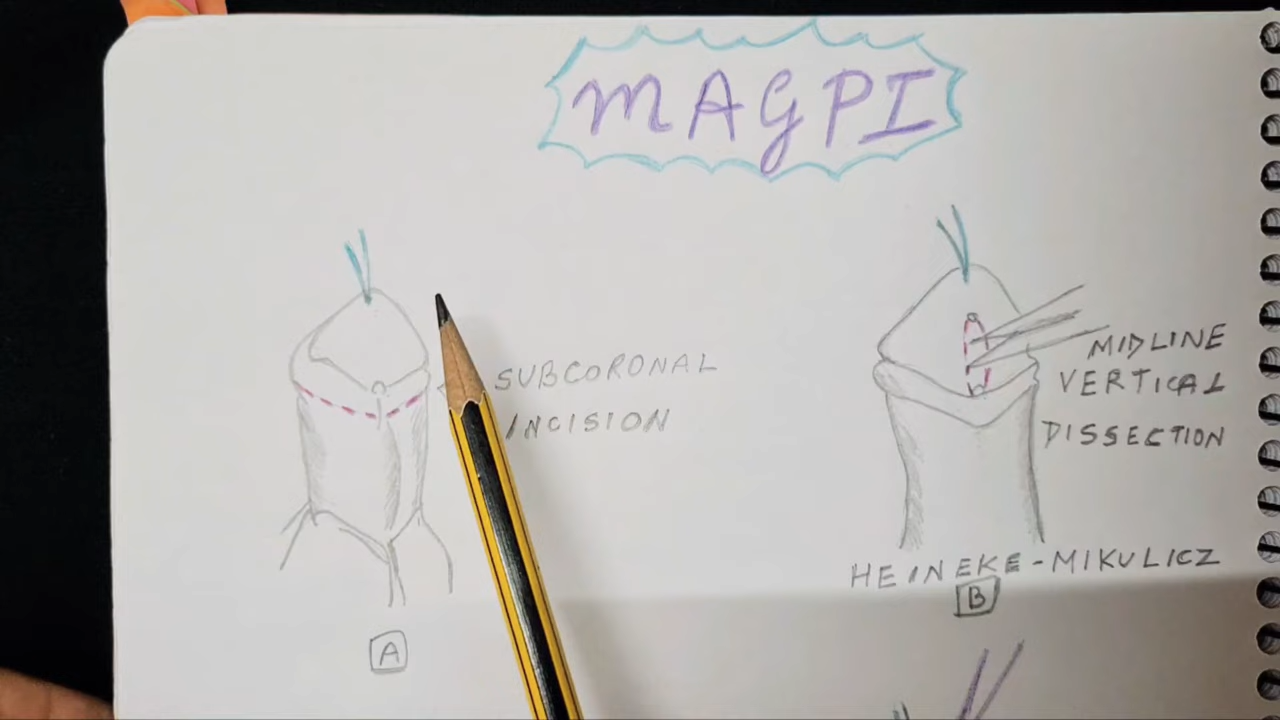 MAGPI
SUBCORONAL
INCISION
A
MIDLINE
VERTICAL
DISSECTION
HEINEKE-MIKULICZ
B